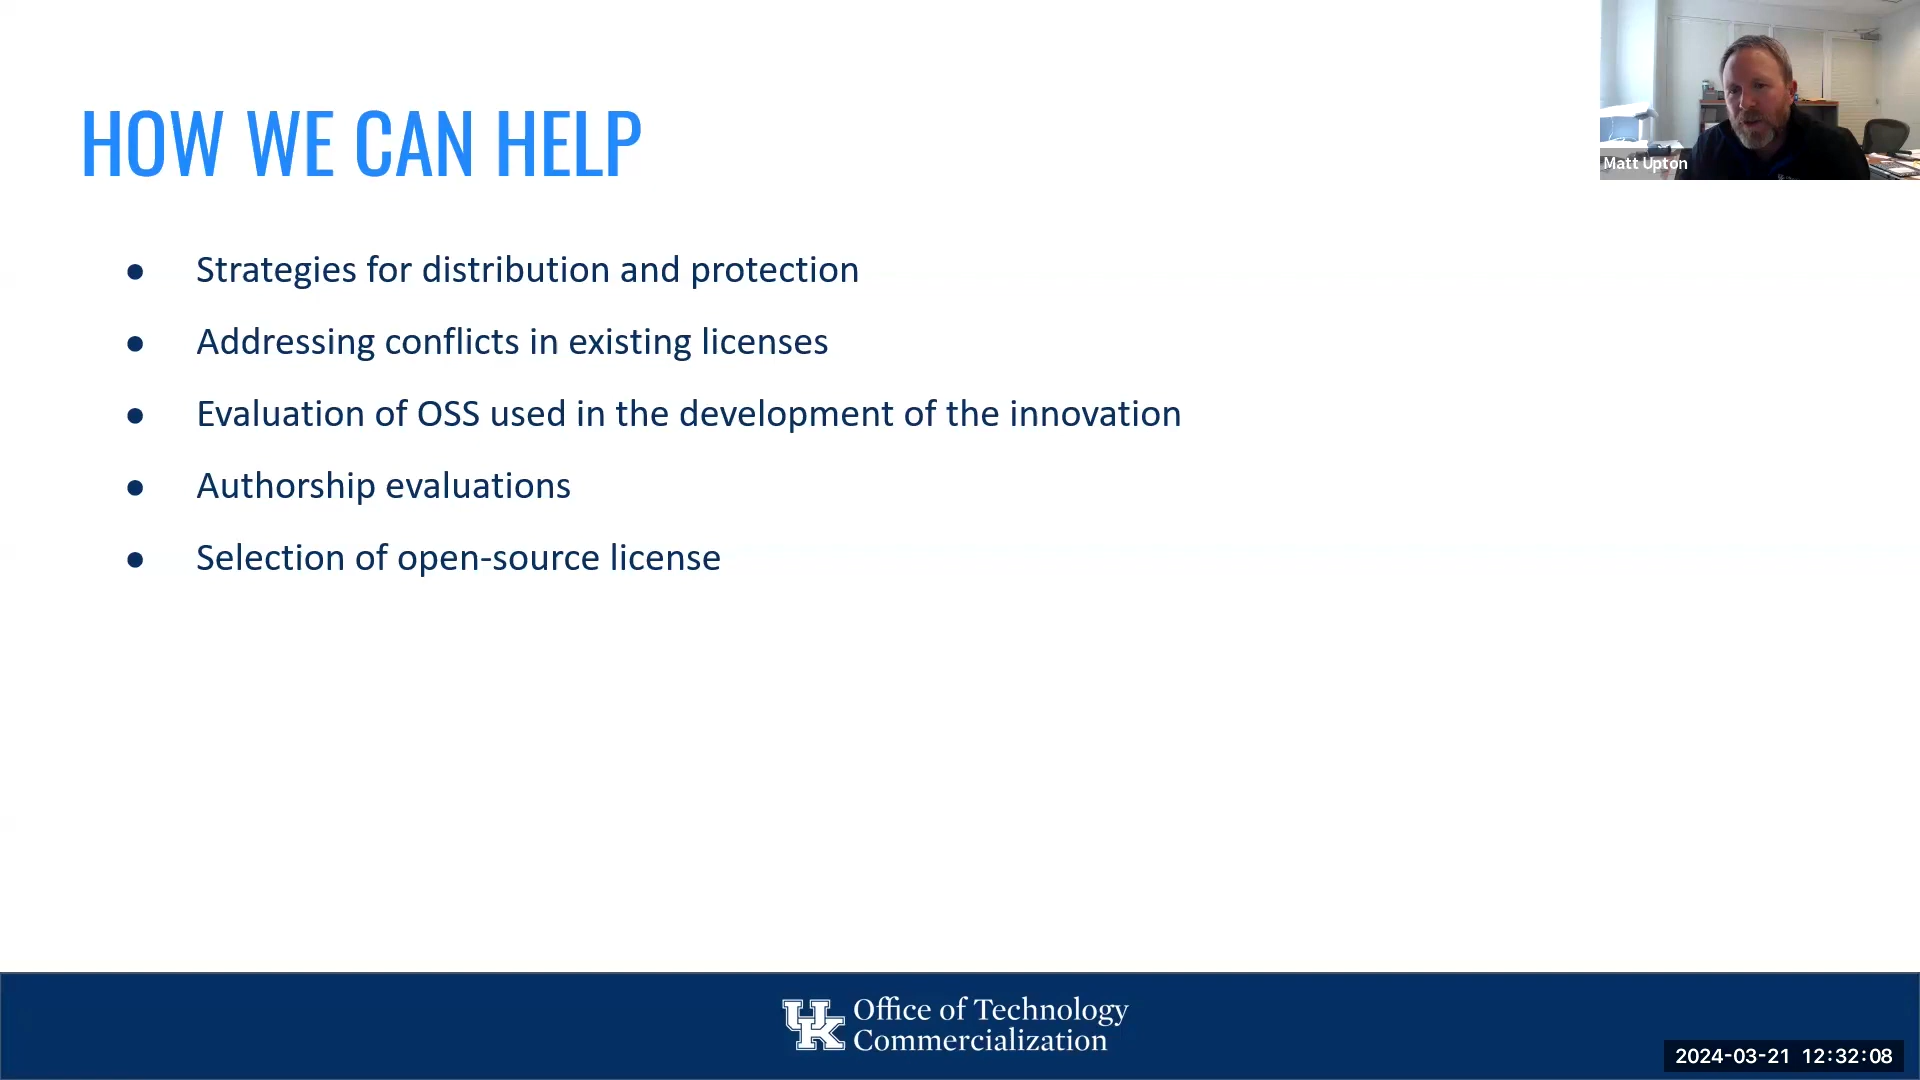 HOW WE CAN HELP
Matt Upton
● Strategies for distribution and protection
● Addressing conflicts in existing licenses
● Evaluation of OSS used in the development of the innovation
● Authorship evaluations
● Selection of open-source license
UK Office of Technology
Commercialization
2024-03-21 12:32:08